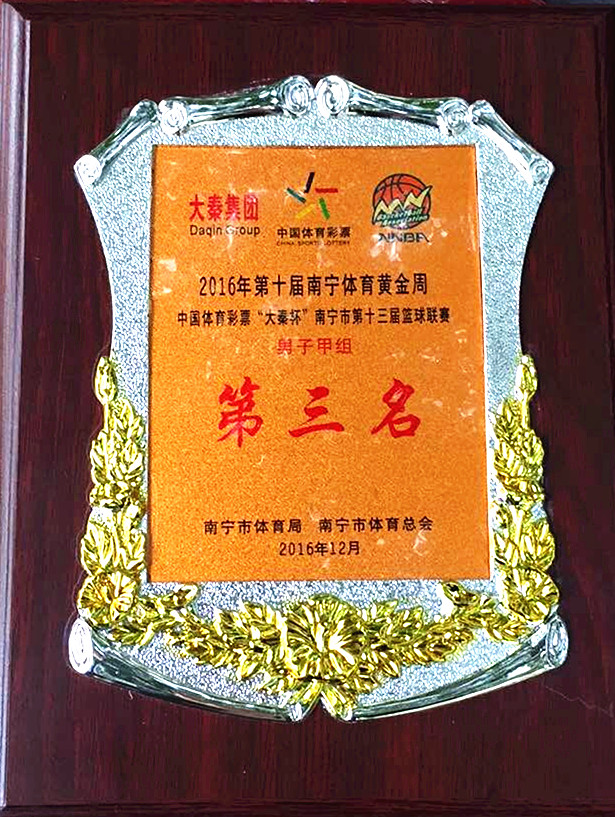 大秦集团
Daqin Group
中国体育彩票
CHINA SPORTS LOTTERY
Basketball
Association
NNBA
2016年第十届南宁体育黄金周
中国体育彩票“大秦杯”南宁市第十三届篮球联赛
男子甲组
第三名
南宁市体育局 南宁市体育总会
2016年12月